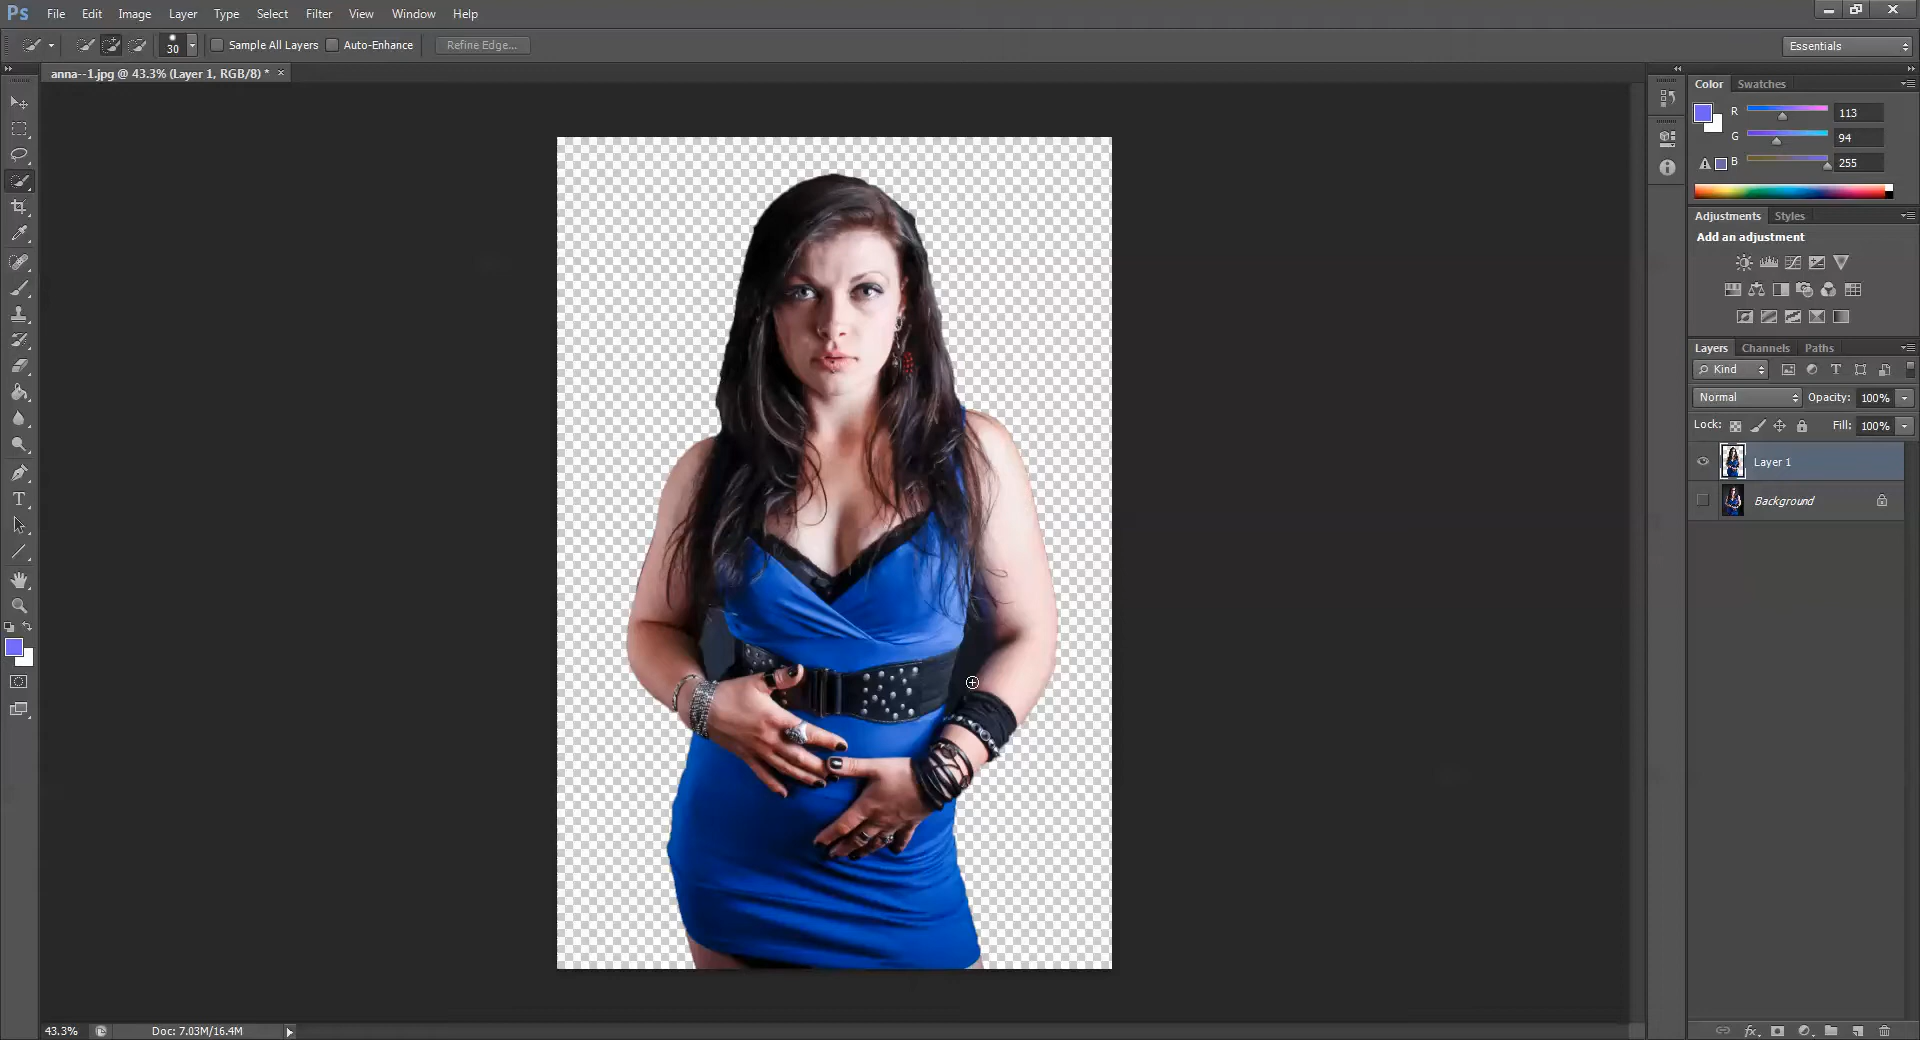 Ps File Edit Image Layer Type Select Filter View Window Help
30 Sample All Layers Auto-Enhance Refine Edge... Essentials
anna--1.jpg @ 43.3% (Layer 1, RGB/8) * ×
Color Swatches
R 113
G 94
B 255
Adjustments Styles
Add an adjustment
Layers Channels Paths
Kind T
Normal Opacity: 100%
Lock: Fill: 100%
Layer 1
Background
T
43.3% Doc: 7.03M/16.4M
fx